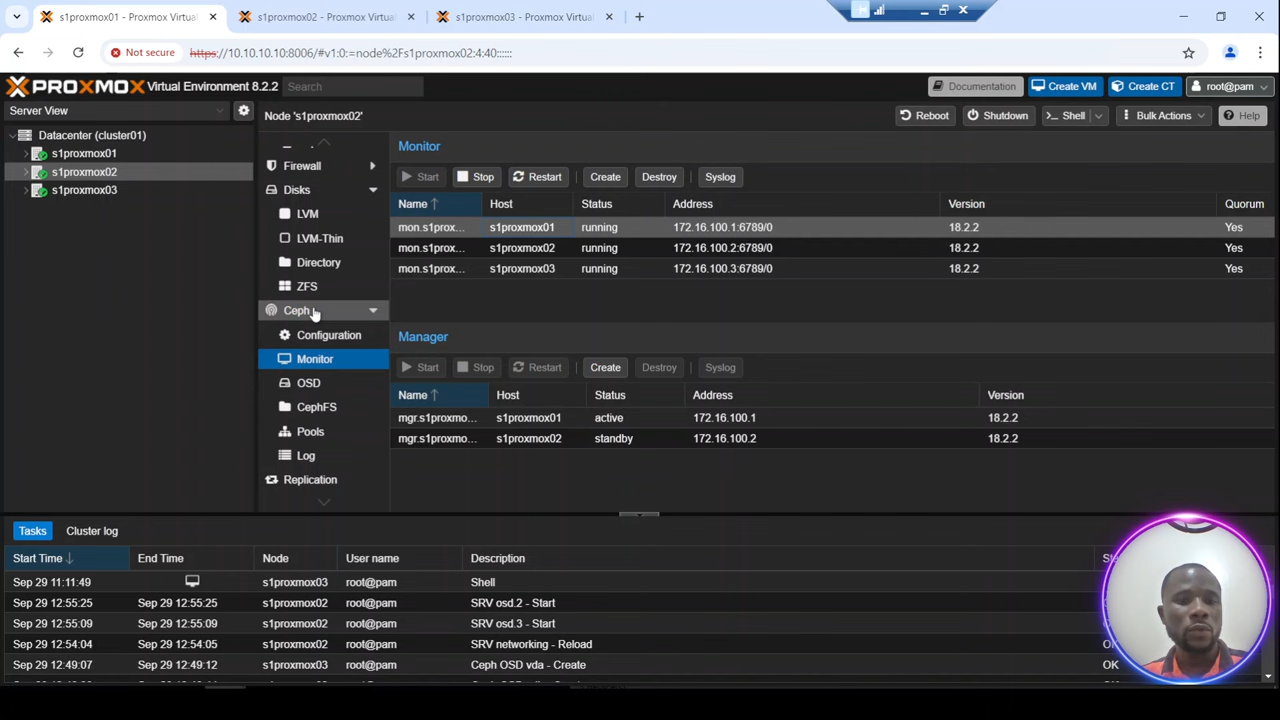 s1proxmox01 - Proxmox Virtual
s1proxmox02 - Proxmox Virtua
s1proxmox03 - Proxmox Virtual
Not secure
https://10.10.10.10:8006/#v1:0:=node%2Fs1proxmox02:4:40::::::
PROXMOX Virtual Environment 8.2.2
Search
Documentation
Create VM
Create CT
root@pam
Server View
Node 's1proxmox02'
Reboot
Shutdown
Shell
Bulk Actions
Help
Datacenter (cluster01)
s1proxmox01
s1proxmox02
s1proxmox03
Firewall
Disks
LVM
LVM-Thin
Directory
ZFS
Ceph
Configuration
Monitor
OSD
CephFS
Pools
Log
Replication
Monitor
Start Stop Restart Create Destroy Syslog
Name Host Status Address Version Quorum
mon.s1prox... s1proxmox01 running 172.16.100.1:6789/0 18.2.2 Yes
mon.s1prox... s1proxmox02 running 172.16.100.2:6789/0 18.2.2 Yes
mon.s1prox... s1proxmox03 running 172.16.100.3:6789/0 18.2.2 Yes
Manager
Start Stop Restart Create Destroy Syslog
Name Host Status Address Version
mgr.s1proxmo... s1proxmox01 active 172.16.100.1 18.2.2
mgr.s1proxmo... s1proxmox02 standby 172.16.100.2 18.2.2
Tasks Cluster log
Start Time End Time Node User name Description
Sep 29 11:11:49 s1proxmox03 root@pam Shell
Sep 29 12:55:25 Sep 29 12:55:25 s1proxmox02 root@pam SRV osd.2 - Start
Sep 29 12:55:09 Sep 29 12:55:09 s1proxmox02 root@pam SRV osd.3 - Start
Sep 29 12:54:04 Sep 29 12:54:05 s1proxmox02 root@pam SRV networking - Reload
Sep 29 12:49:07 Sep 29 12:49:12 s1proxmox03 root@pam Ceph OSD vda - Create OK